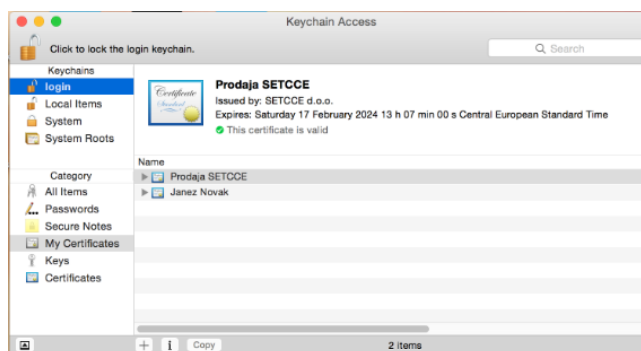 Keychain Access
Click to lock the login keychain.
Search
Keychains
login
Local Items
System
System Roots
Category
All Items
Passwords
Secure Notes
My Certificates
Keys
Certificates
Certificate
Standard
Prodaja SETCCE
Issued by: SETCCE d.o.o.
Expires: Saturday 17 February 2024 13 h 07 min 00 s Central European Standard Time
This certificate is valid
Name
Prodaja SETCCE
Janez Novak
Copy
2 items